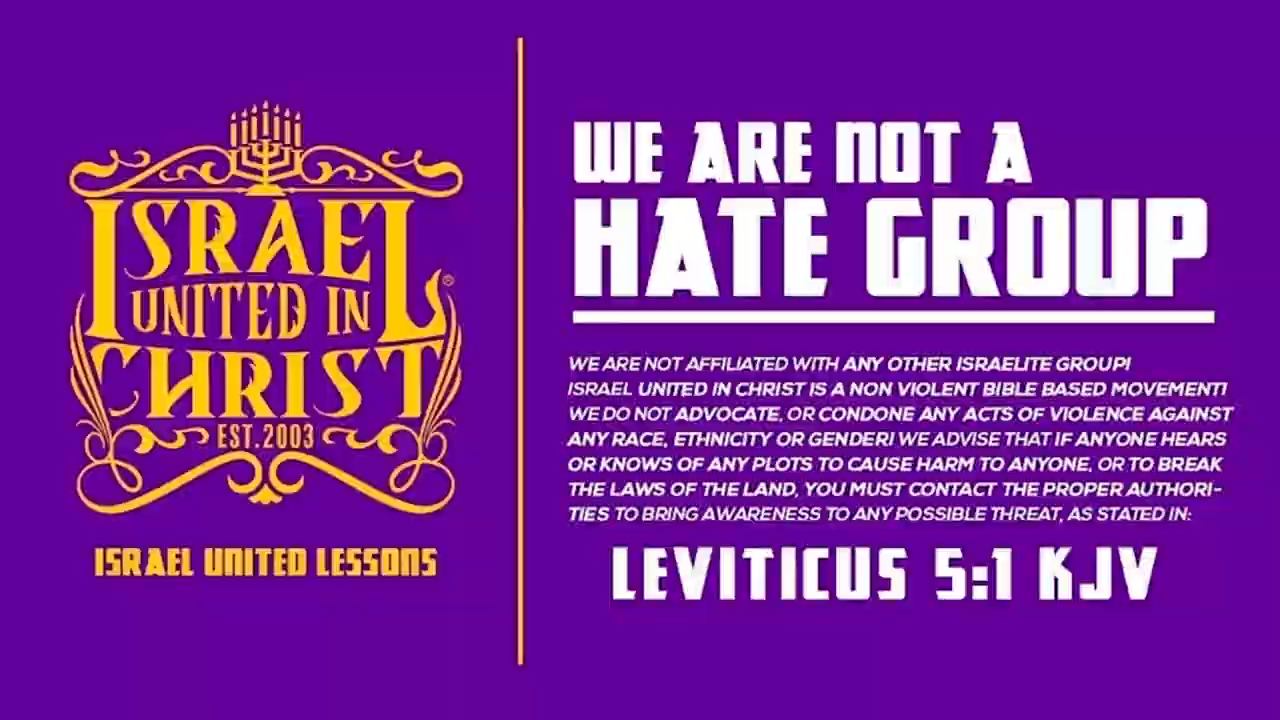 ISRAEL
UNITED IN
CHRIST
EST. 2003
ISRAEL UNITED LESSONS
WE ARE NOT A
HATE GROUP
WE ARE NOT AFFILIATED WITH ANY OTHER ISRAELITE GROUP!
ISRAEL UNITED IN CHRIST IS A NON VIOLENT BIBLE BASED MOVEMENT!
WE DO NOT ADVOCATE, OR CONDONE ANY ACTS OF VIOLENCE AGAINST
ANY RACE, ETHNICITY OR GENDER! WE ADVISE THAT IF ANYONE HEARS
OR KNOWS OF ANY PLOTS TO CAUSE HARM TO ANYONE, OR TO BREAK
THE LAWS OF THE LAND, YOU MUST CONTACT THE PROPER AUTHORI-
TIES TO BRING AWARENESS TO ANY POSSIBLE THREAT, AS STATED IN:
LEVITICUS 5:1 KJV